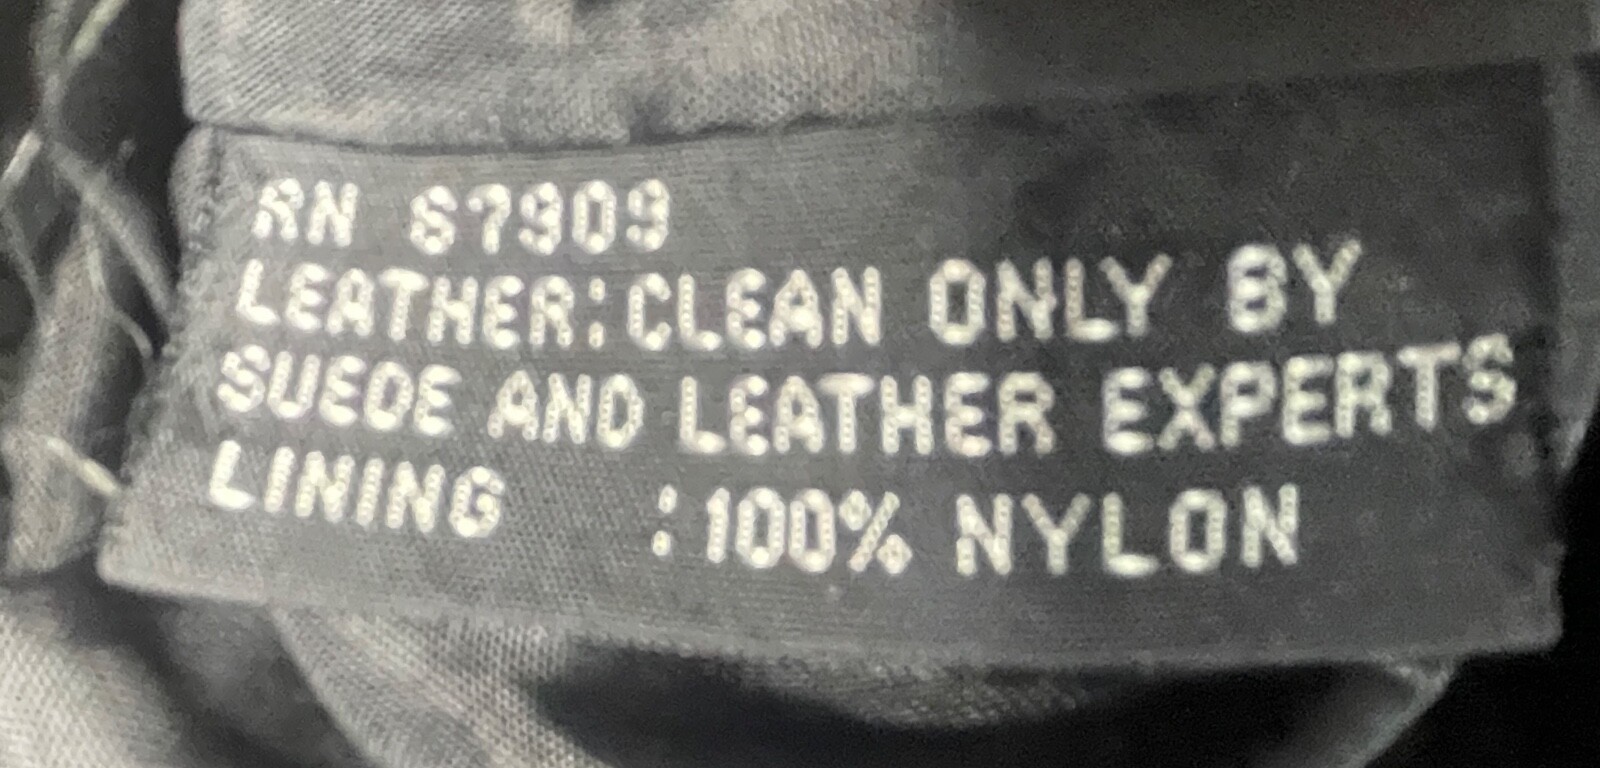 RN 67909
LEATHER:CLEAN ONLY BY
SUEDE AND LEATHER EXPERTS
LINING :100% NYLON